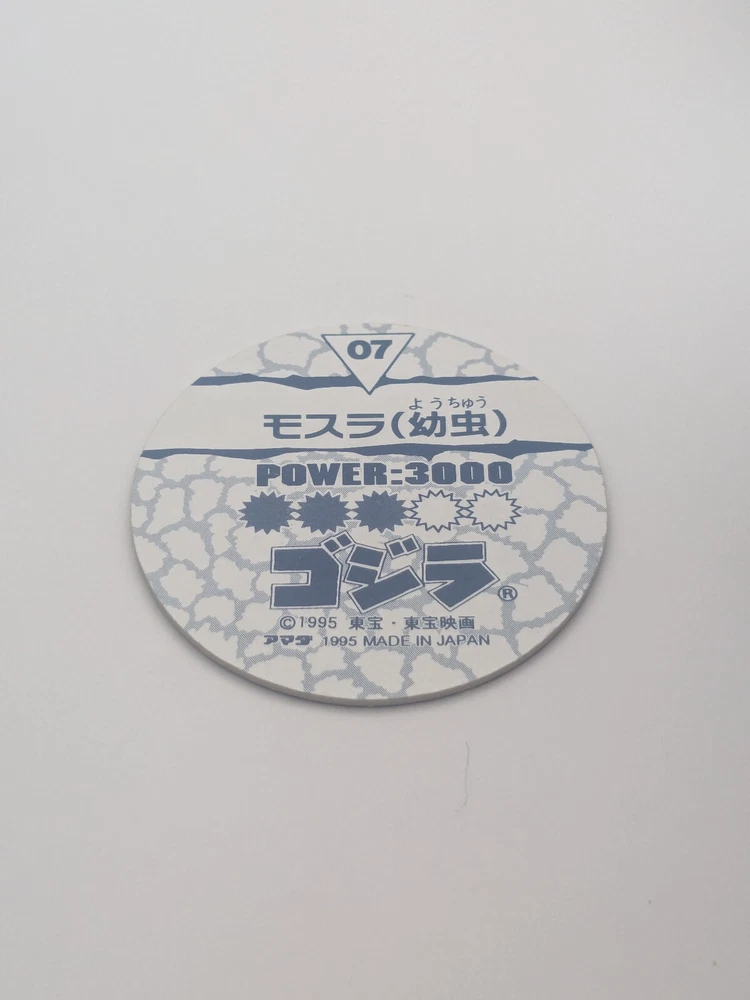 07
ようちゅう
モスラ(幼虫)
POWER:3000
ゴジラ®
©1995 東宝・東宝映画
アマダ 1995 MADE IN JAPAN